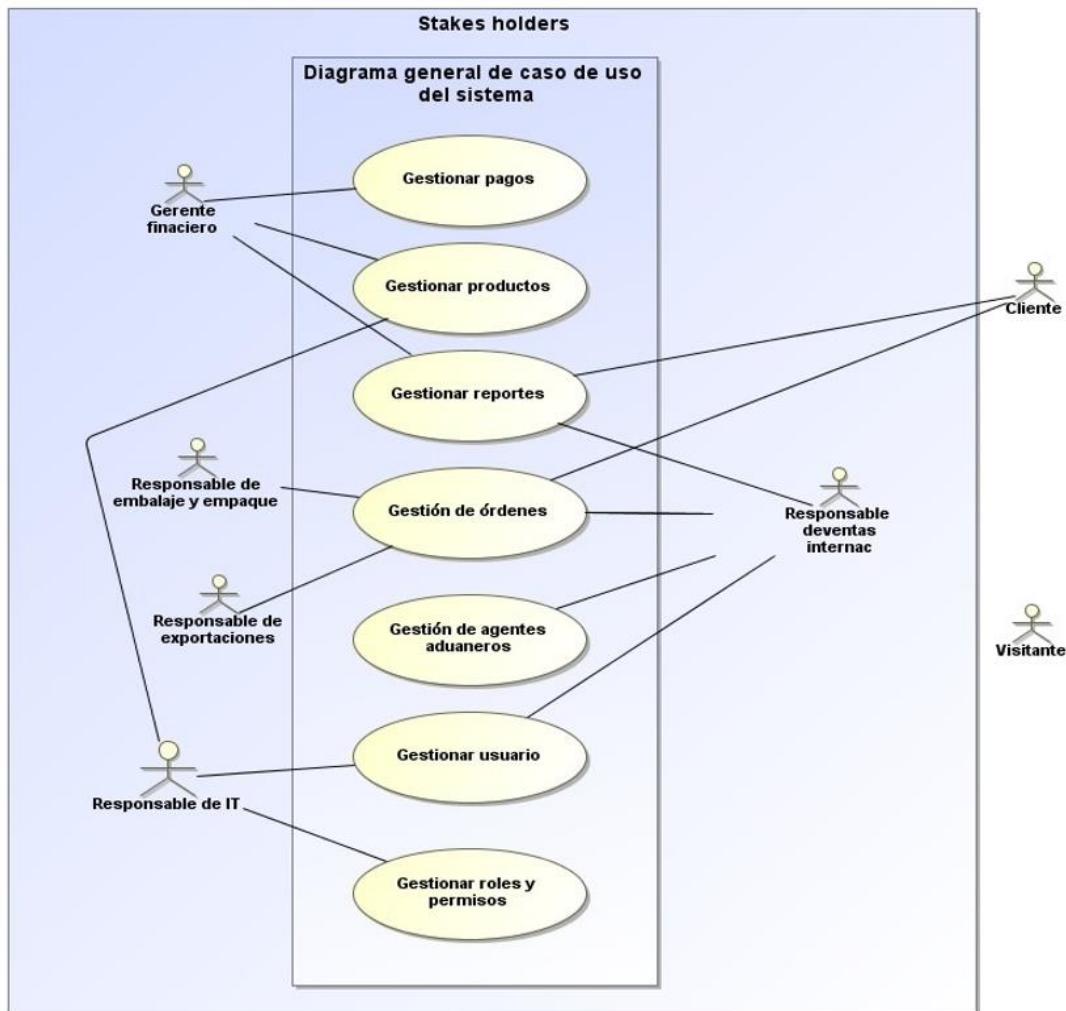 Stakes holders
Diagrama general de caso de uso
del sistema
Gestionar pagos
Gerente
finaciero
Gestionar productos
Cliente
Gestionar reportes
Responsable de
embalaje y empaque
Gestión de órdenes
Responsable
deventas
internac
Responsable de
exportaciones
Gestión de agentes
aduaneros
Visitante
Gestionar usuario
Responsable de IT
Gestionar roles y
permisos